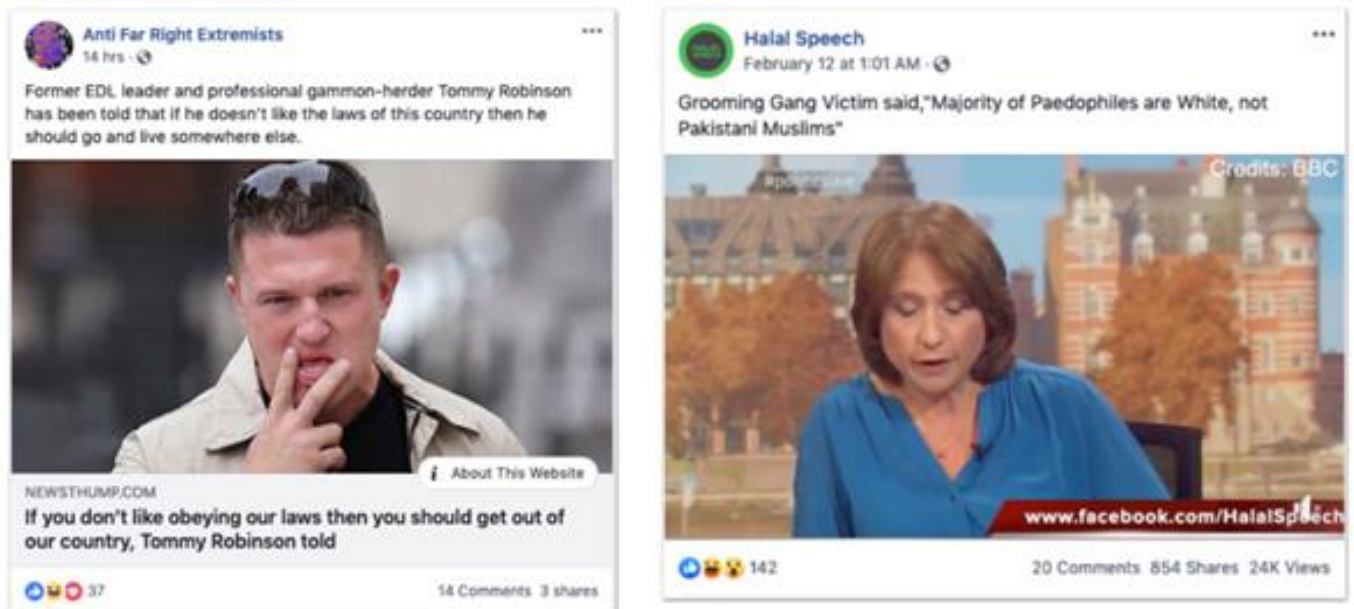 Anti Far Right Extremists
14 hrs ·
Former EDL leader and professional gammon-herder Tommy Robinson
has been told that if he doesn't like the laws of this country then he
should go and live somewhere else.
i About This Website
NEWSTHUMP.COM
If you don't like obeying our laws then you should get out of
our country, Tommy Robinson told
37
14 Comments 3 shares
Halal Speech
February 12 at 1:01 AM ·
Grooming Gang Victim said,"Majority of Paedophiles are White, not
Pakistani Muslims"
Credits: BBC
www.facebook.com/HalalSpeech
142
20 Comments 854 Shares 24K Views